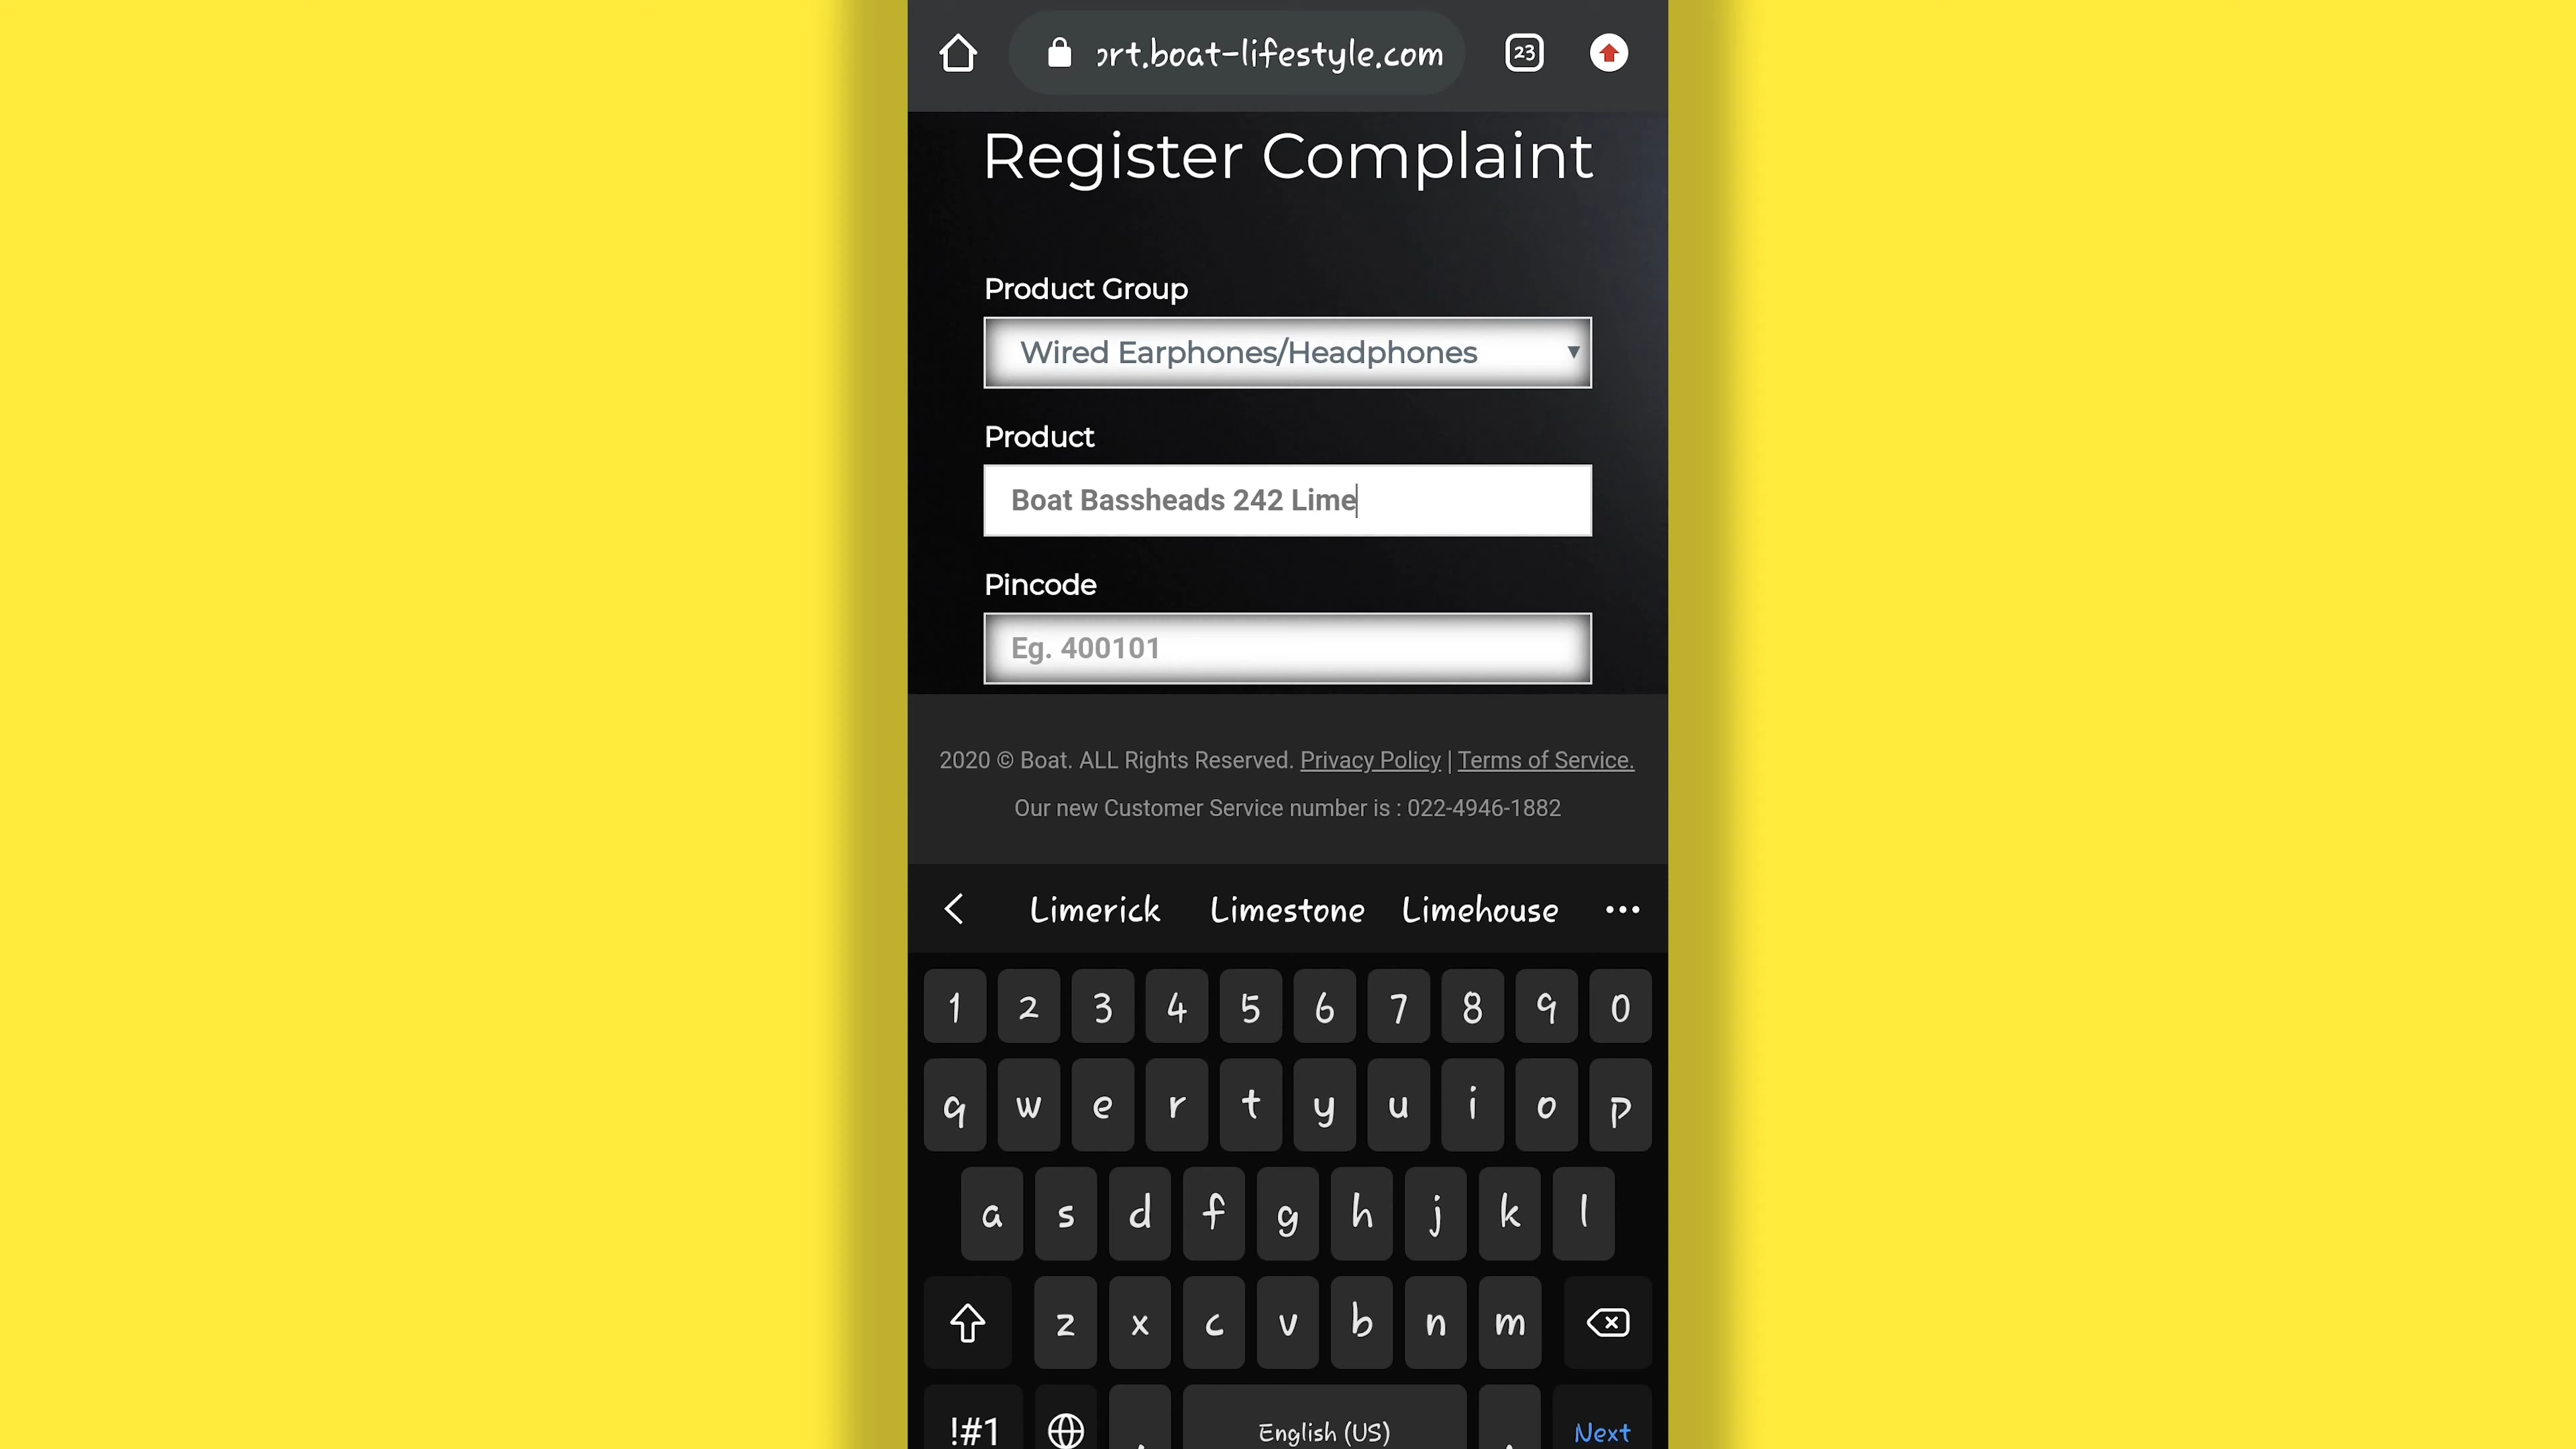 ort.boat-lifestyle.com
23
Register Complaint
Product Group
Wired Earphones/Headphones
Product
Boat Bassheads 242 Lime
Pincode
Eg. 400101
2020 © Boat. ALL Rights Reserved. Privacy Policy | Terms of Service.
Our new Customer Service number is : 022-4946-1882
Limerick Limestone Limehouse ...
1 2 3 4 5 6 7 8 9 0
q w e r t y u i o p
a s d f g h j k l
z x c v b n m
!#1 , English (US) . Next